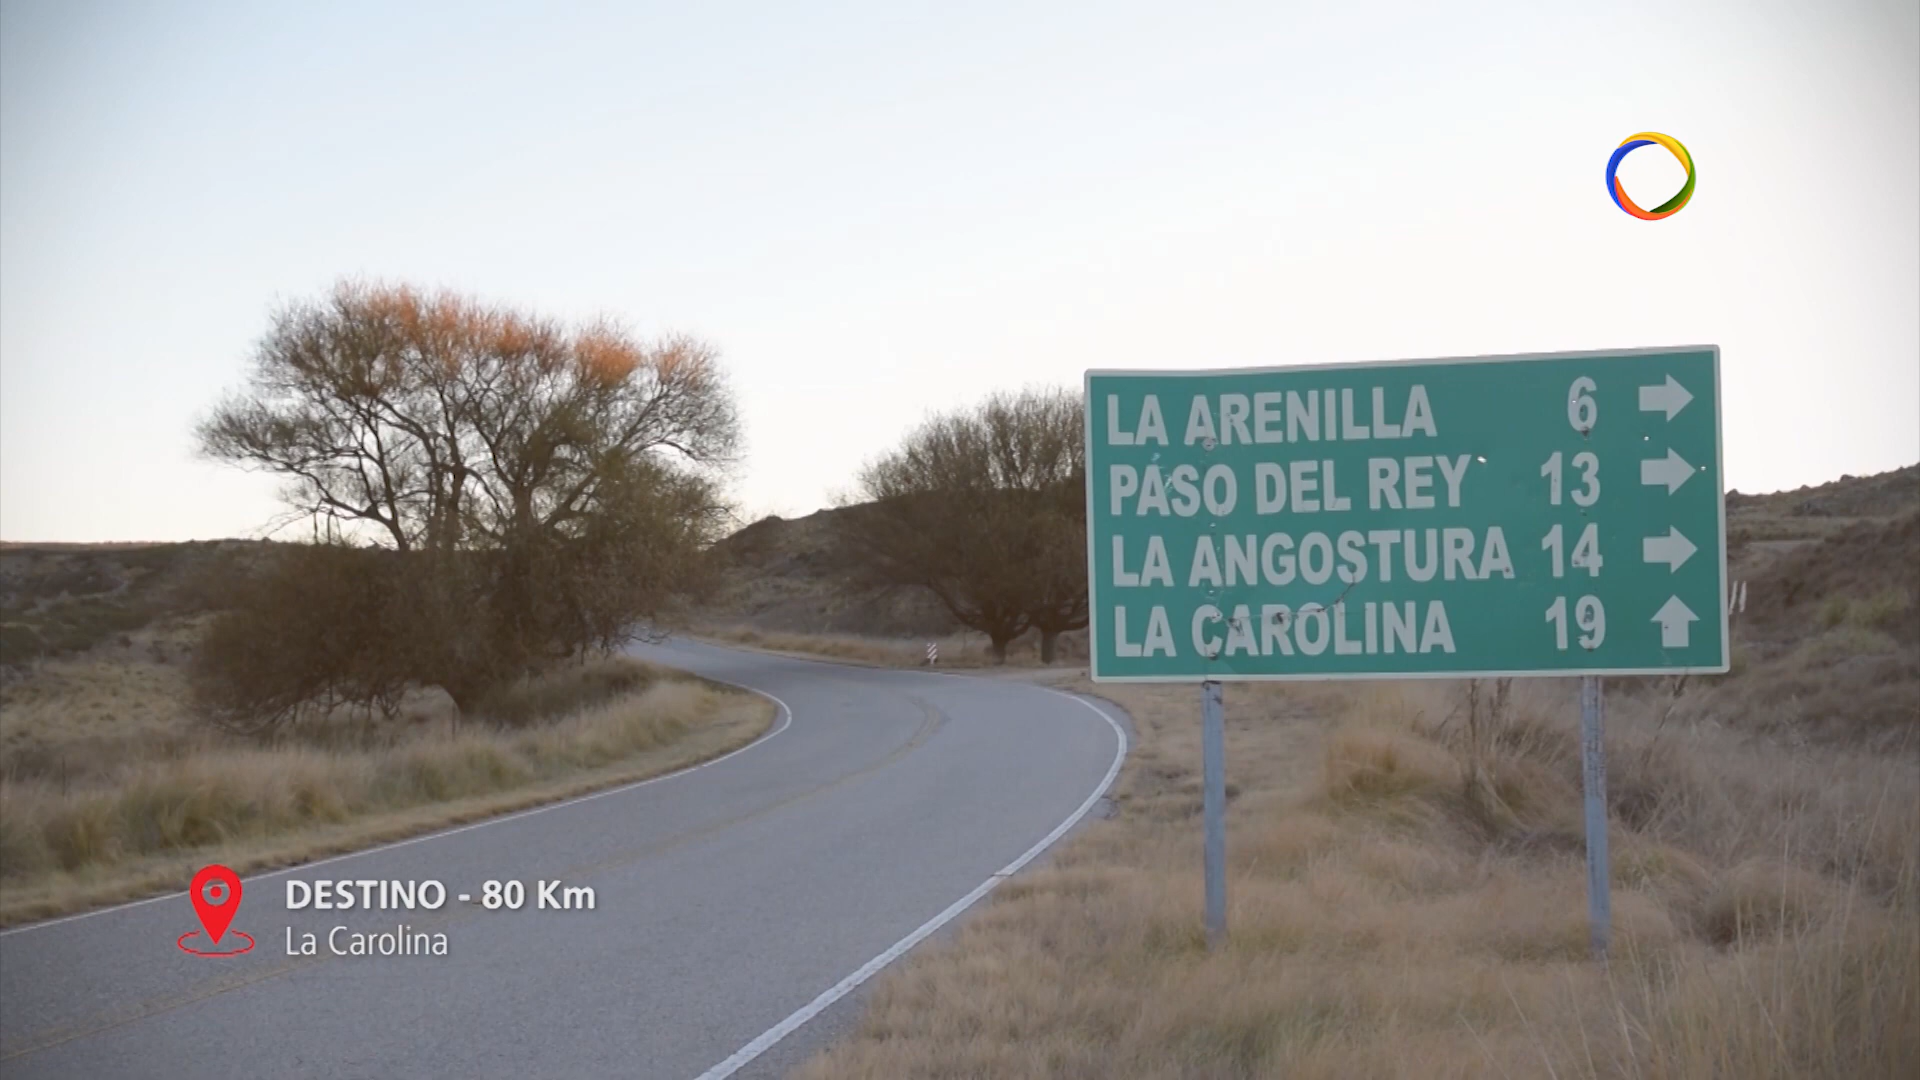 LA ARENILLA 6
PASO DEL REY 13
LA ANGOSTURA 14
LA CAROLINA 19
DESTINO - 80 Km
La Carolina